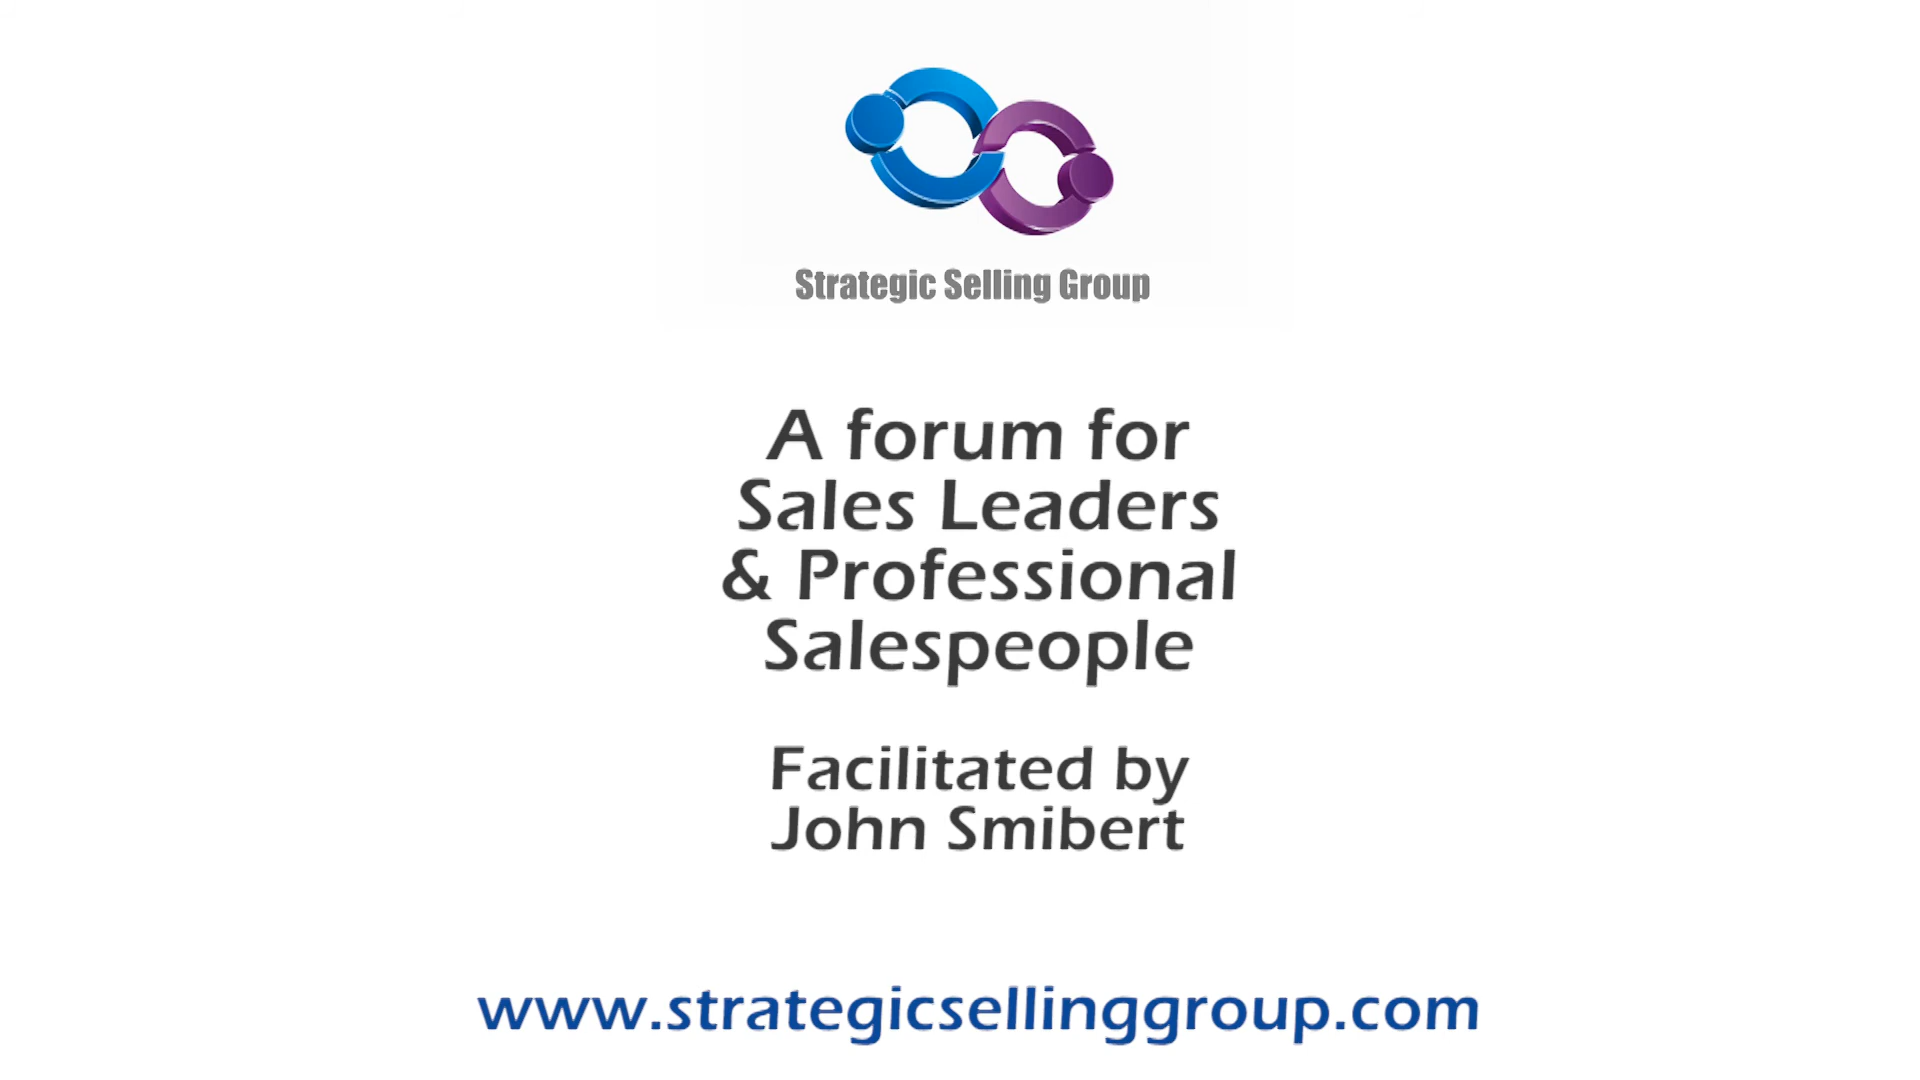 Strategic Selling Group
A forum for
Sales Leaders
& Professional
Salespeople
Facilitated by
John Smibert
www.strategicsellinggroup.com